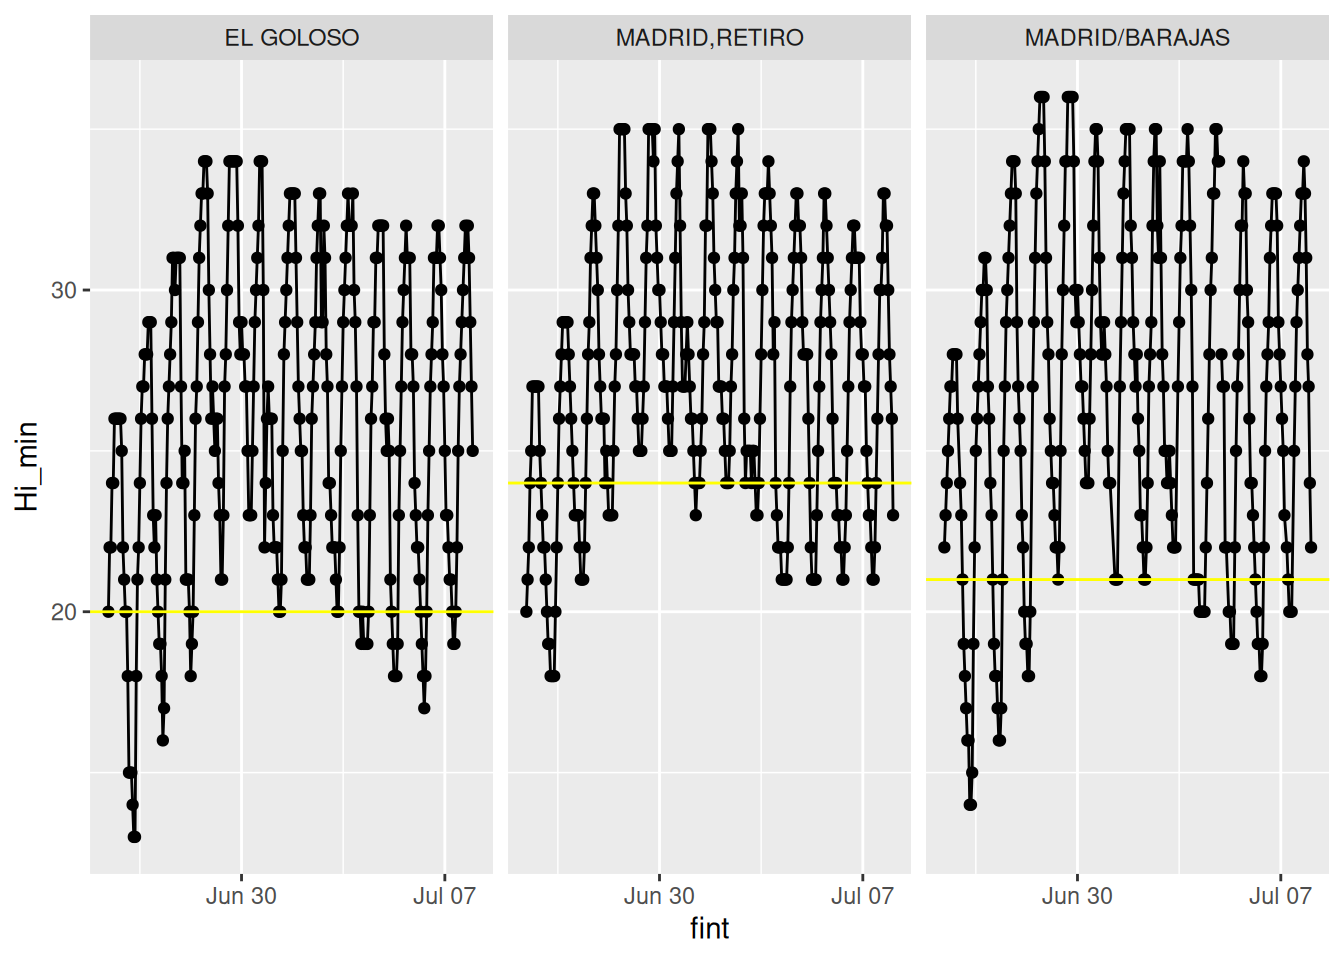 EL GOLOSO
MADRID,RETIRO
MADRID/BARAJAS
Hi_min
30
20
Jun 30
Jul 07
Jun 30
Jul 07
Jun 30
Jul 07
fint